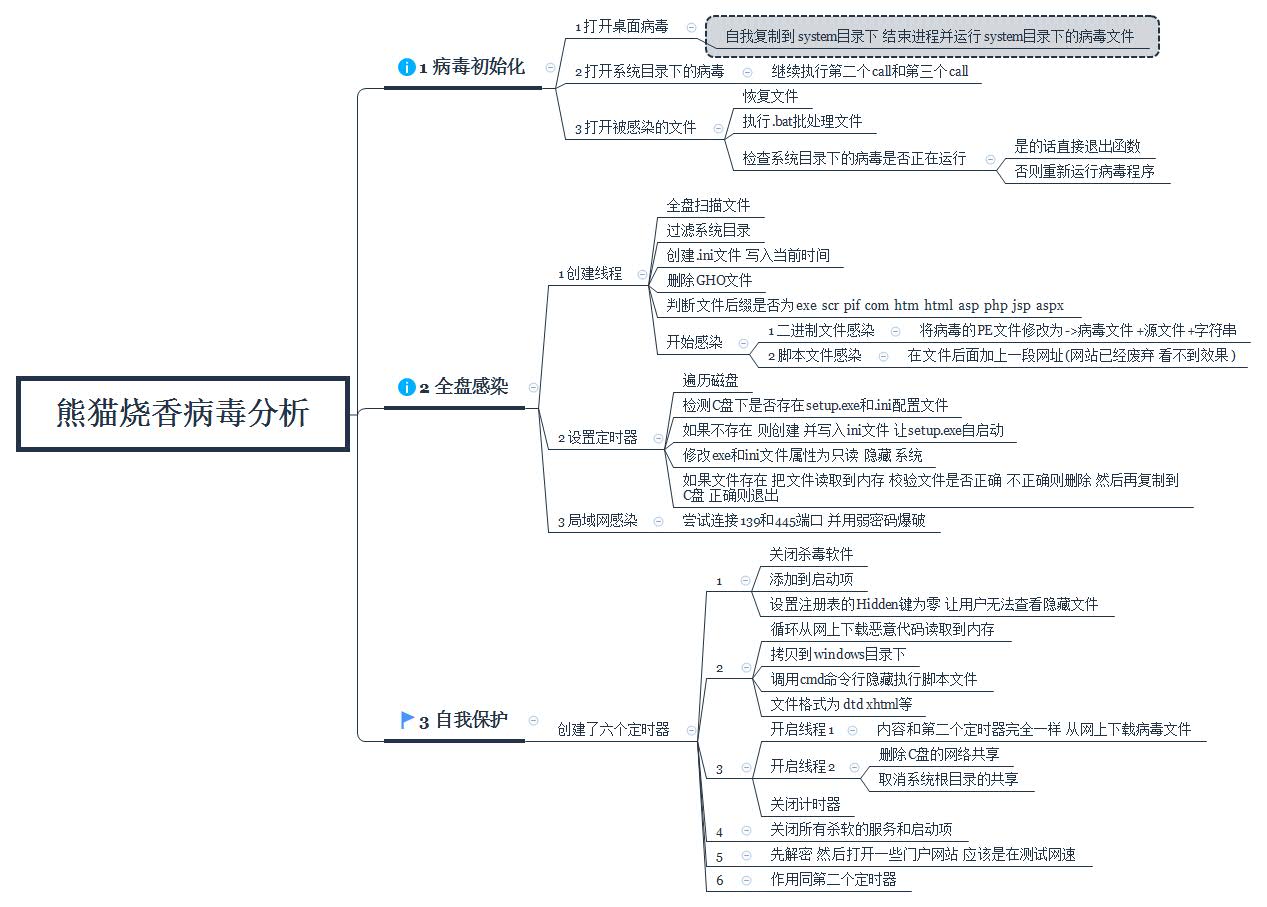 熊猫烧香病毒分析
1 病毒初始化
1 打开桌面病毒
自我复制到 system目录下 结束进程并运行 system目录下的病毒文件
2 打开系统目录下的病毒
继续执行第二个 call和第三个 call
3 打开被感染的文件
恢复文件
执行 .bat批处理文件
检查系统目录下的病毒是否正在运行
是的话直接退出函数
否则重新运行病毒程序
2 全盘感染
1 创建线程
全盘扫描文件
过滤系统目录
创建 .ini文件 写入当前时间
删除 GHO文件
判断文件后缀是否为 exe scr pif com htm html asp php jsp aspx
开始感染
1 二进制文件感染
将病毒的PE文件修改为 ->病毒文件 +源文件 +字符串
2 脚本文件感染
在文件后面加上一段网址(网站已经废弃 看不到效果 )
2 设置定时器
遍历磁盘
检测C盘下是否存在 setup.exe和.ini配置文件
如果不存在 则创建 并写入ini文件 让setup.exe自启动
修改 exe和ini文件属性为只读 隐藏 系统
如果文件存在 把文件读取到内存 校验文件是否正确 不正确则删除 然后再复制到
C盘 正确则退出
3 局域网感染
尝试连接 139和445端口 并用弱密码爆破
3 自我保护
创建了六个定时器
1
关闭杀毒软件
添加到启动项
设置注册表的Hidden键为零 让用户无法查看隐藏文件
2
循环从网上下载恶意代码读取到内存
拷贝到 windows目录下
调用cmd命令行隐藏执行脚本文件
文件格式为 dtd xhtml等
3
开启线程 1
内容和第二个定时器完全一样 从网上下载病毒文件
开启线程 2
删除 C盘的网络共享
取消系统根目录的共享
关闭计时器
4
关闭所有杀软的服务和启动项
5
先解密 然后打开一些门户网站 应该是在测试网速
6
作用同第二个定时器